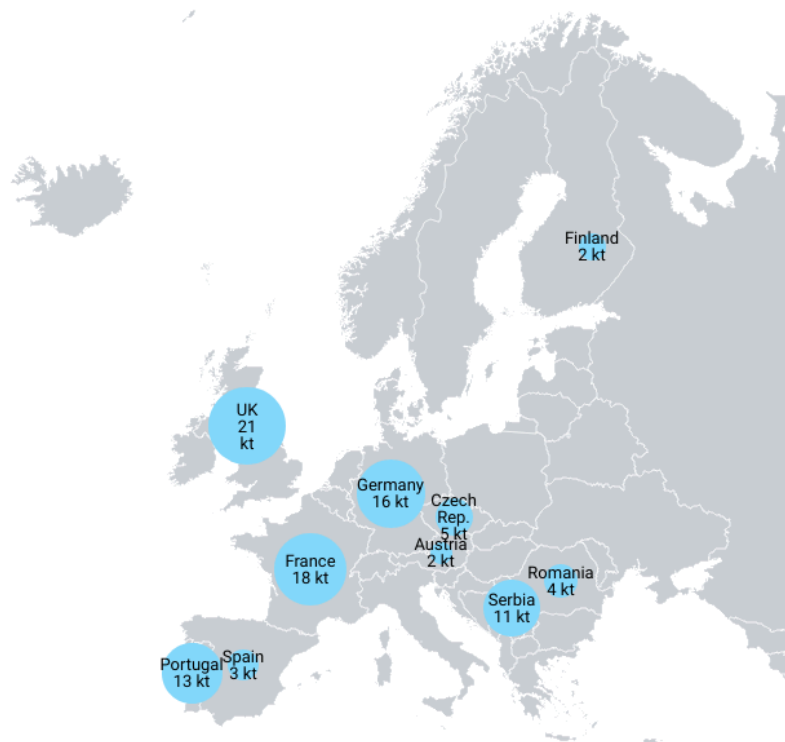 Finland
2 kt
UK
21
kt
Germany
16 kt
Czech
Rep.
5 kt
Austria
2 kt
France
18 kt
Romania
4 kt
Serbia
11 kt
Portugal
13 kt
Spain
3 kt